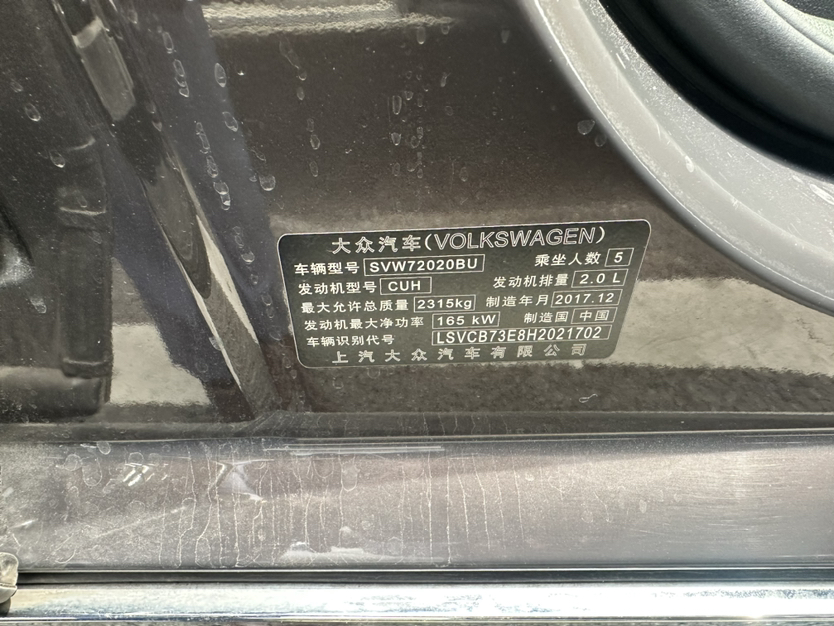 大众汽车(VOLKSWAGEN)
车辆型号 SVW72020BU 乘坐人数 5
发动机型号 CUH 发动机排量 2.0 L
最大允许总质量 2315kg 制造年月 2017.12
发动机最大净功率 165 kW 制造国 中国
车辆识别代号 LSVCB73E8H2021702
上汽大众汽车有限公司